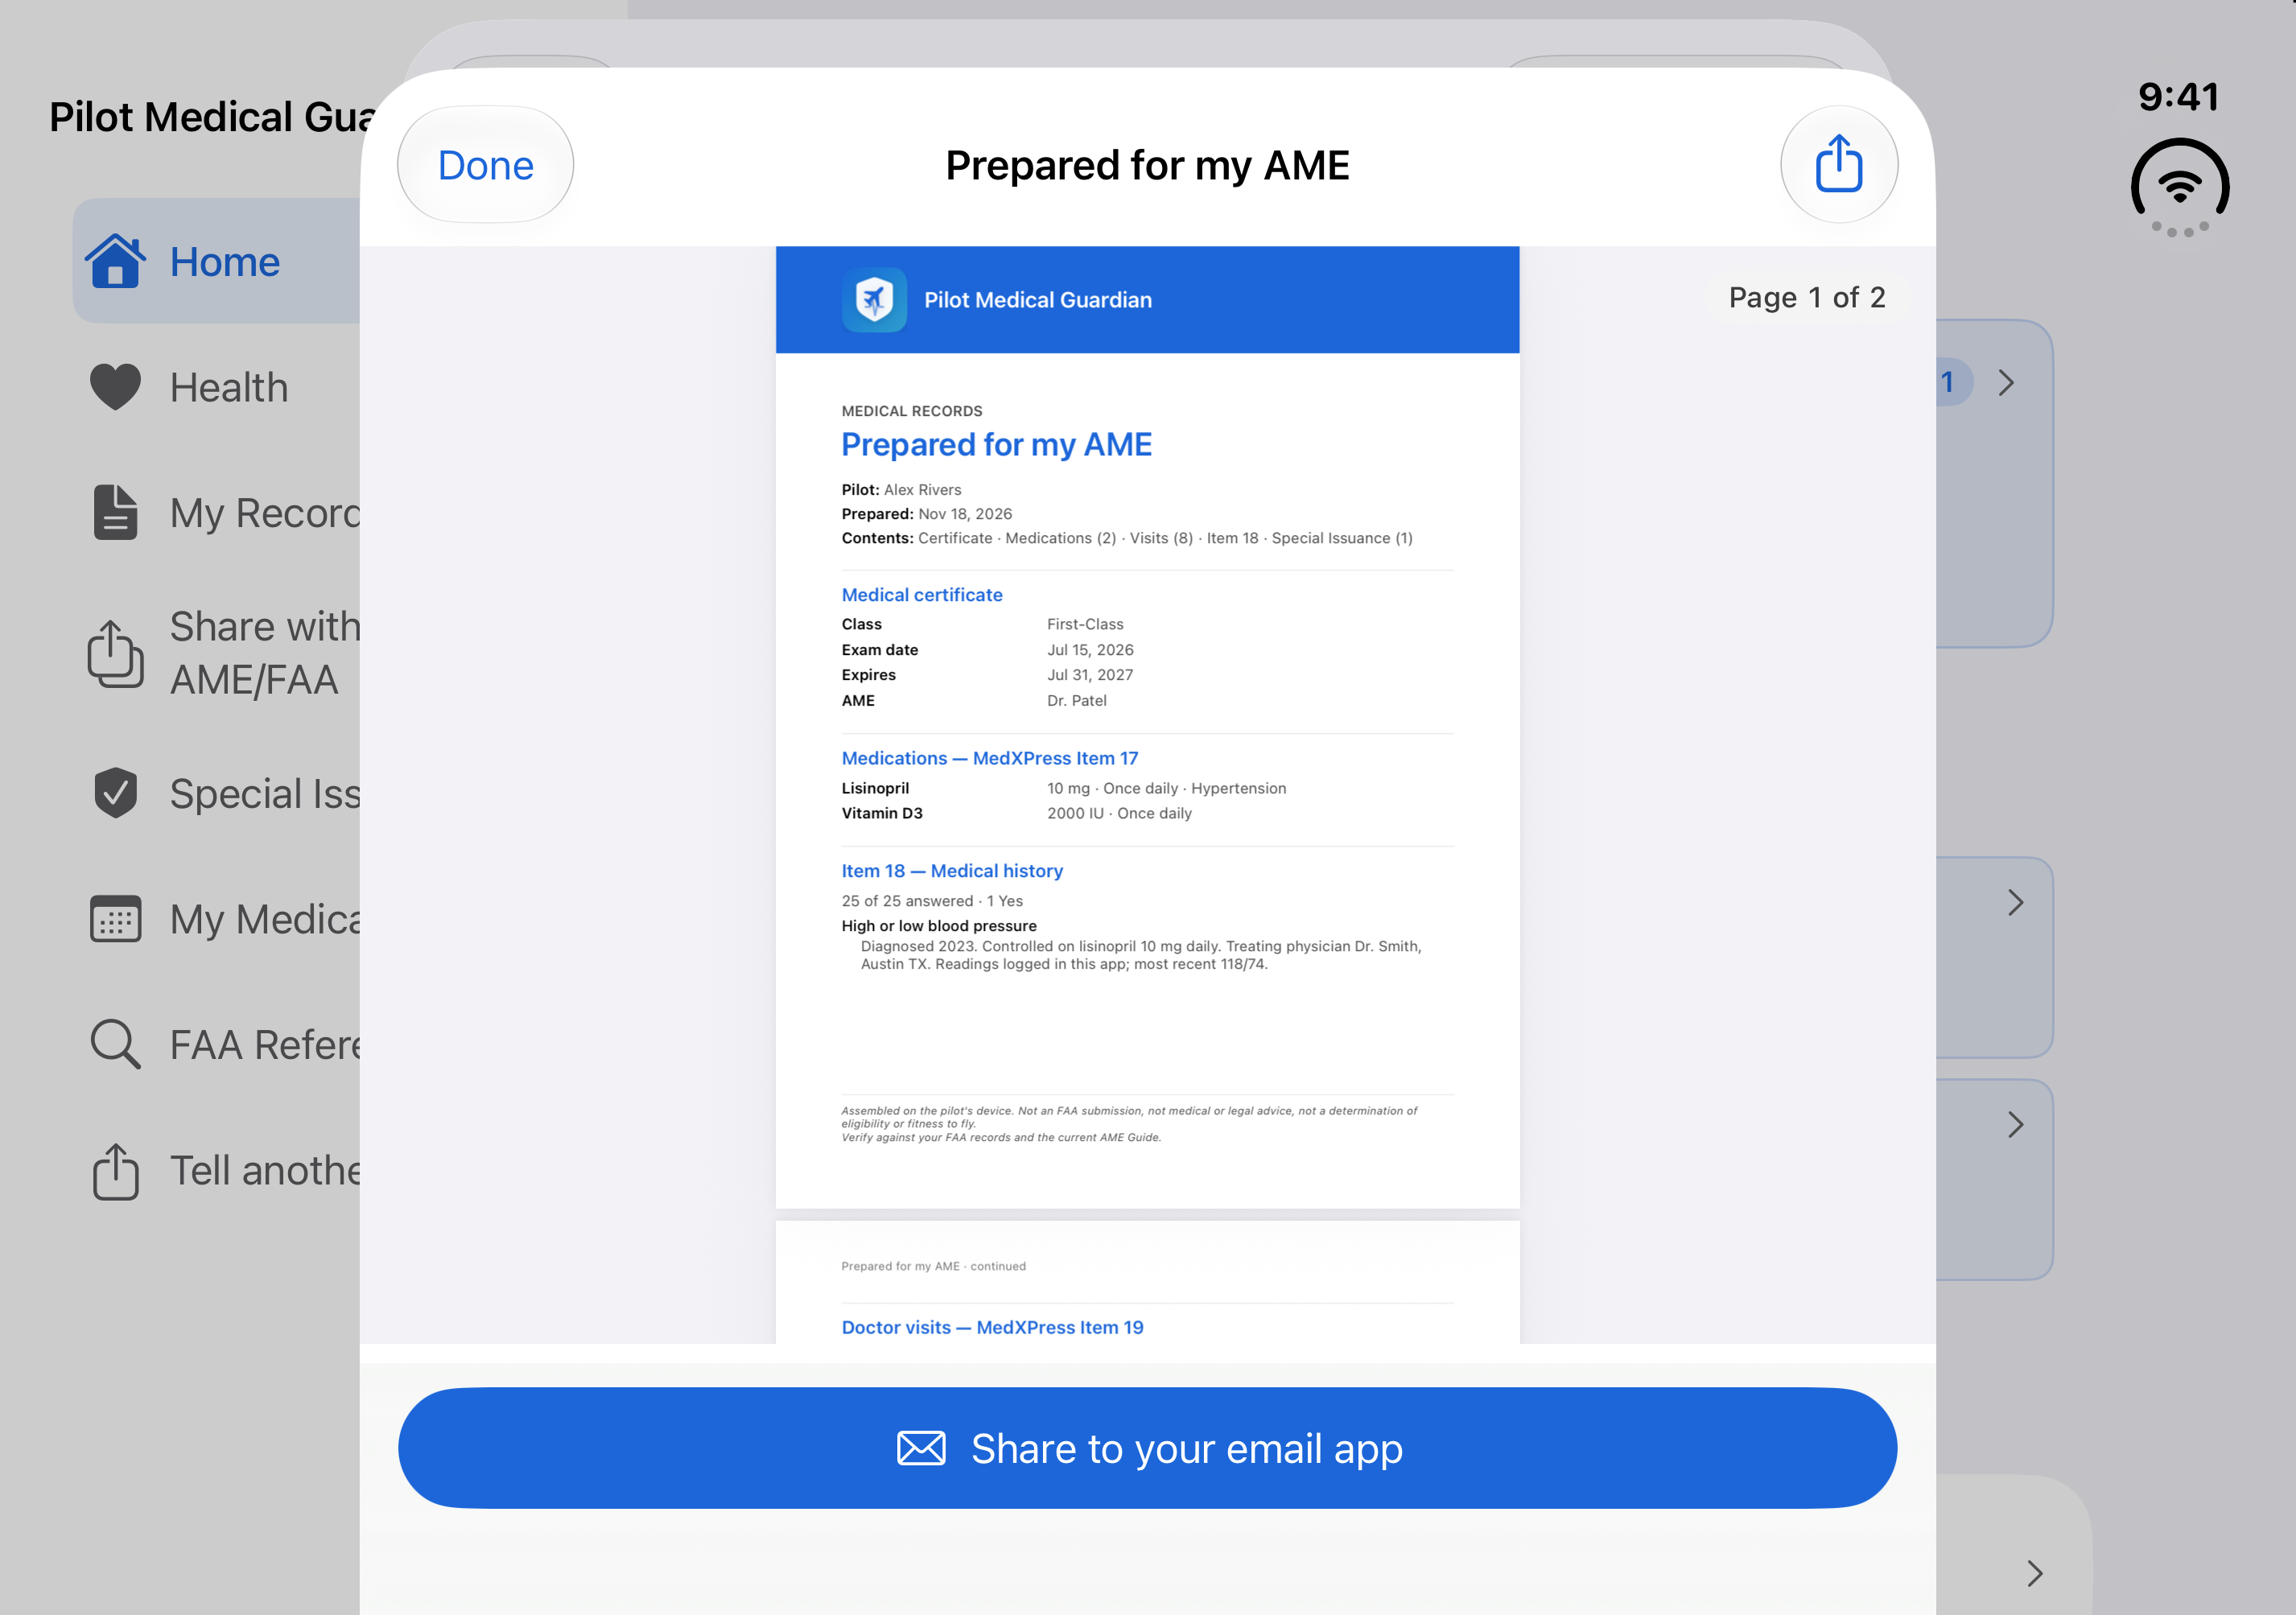 Pilot Medical Gua
9:41
Home
Health
My Record
Share with
AME/FAA
Special Iss
My Medica
FAA Refere
Tell anothe
Done
Prepared for my AME
Page 1 of 2
1
Pilot Medical Guardian
MEDICAL RECORDS
Prepared for my AME
Pilot: Alex Rivers
Prepared: Nov 18, 2026
Contents: Certificate · Medications (2) · Visits (8) · Item 18 · Special Issuance (1)
Medical certificate
Class First-Class
Exam date Jul 15, 2026
Expires Jul 31, 2027
AME Dr. Patel
Medications — MedXPress Item 17
Lisinopril 10 mg · Once daily · Hypertension
Vitamin D3 2000 IU · Once daily
Item 18 — Medical history
25 of 25 answered · 1 Yes
High or low blood pressure
Diagnosed 2023. Controlled on lisinopril 10 mg daily. Treating physician Dr. Smith,
Austin TX. Readings logged in this app; most recent 118/74.
Assembled on the pilot's device. Not an FAA submission, not medical or legal advice, not a determination of
eligibility or fitness to fly.
Verify against your FAA records and the current AME Guide.
Prepared for my AME · continued
Doctor visits — MedXPress Item 19
Share to your email app